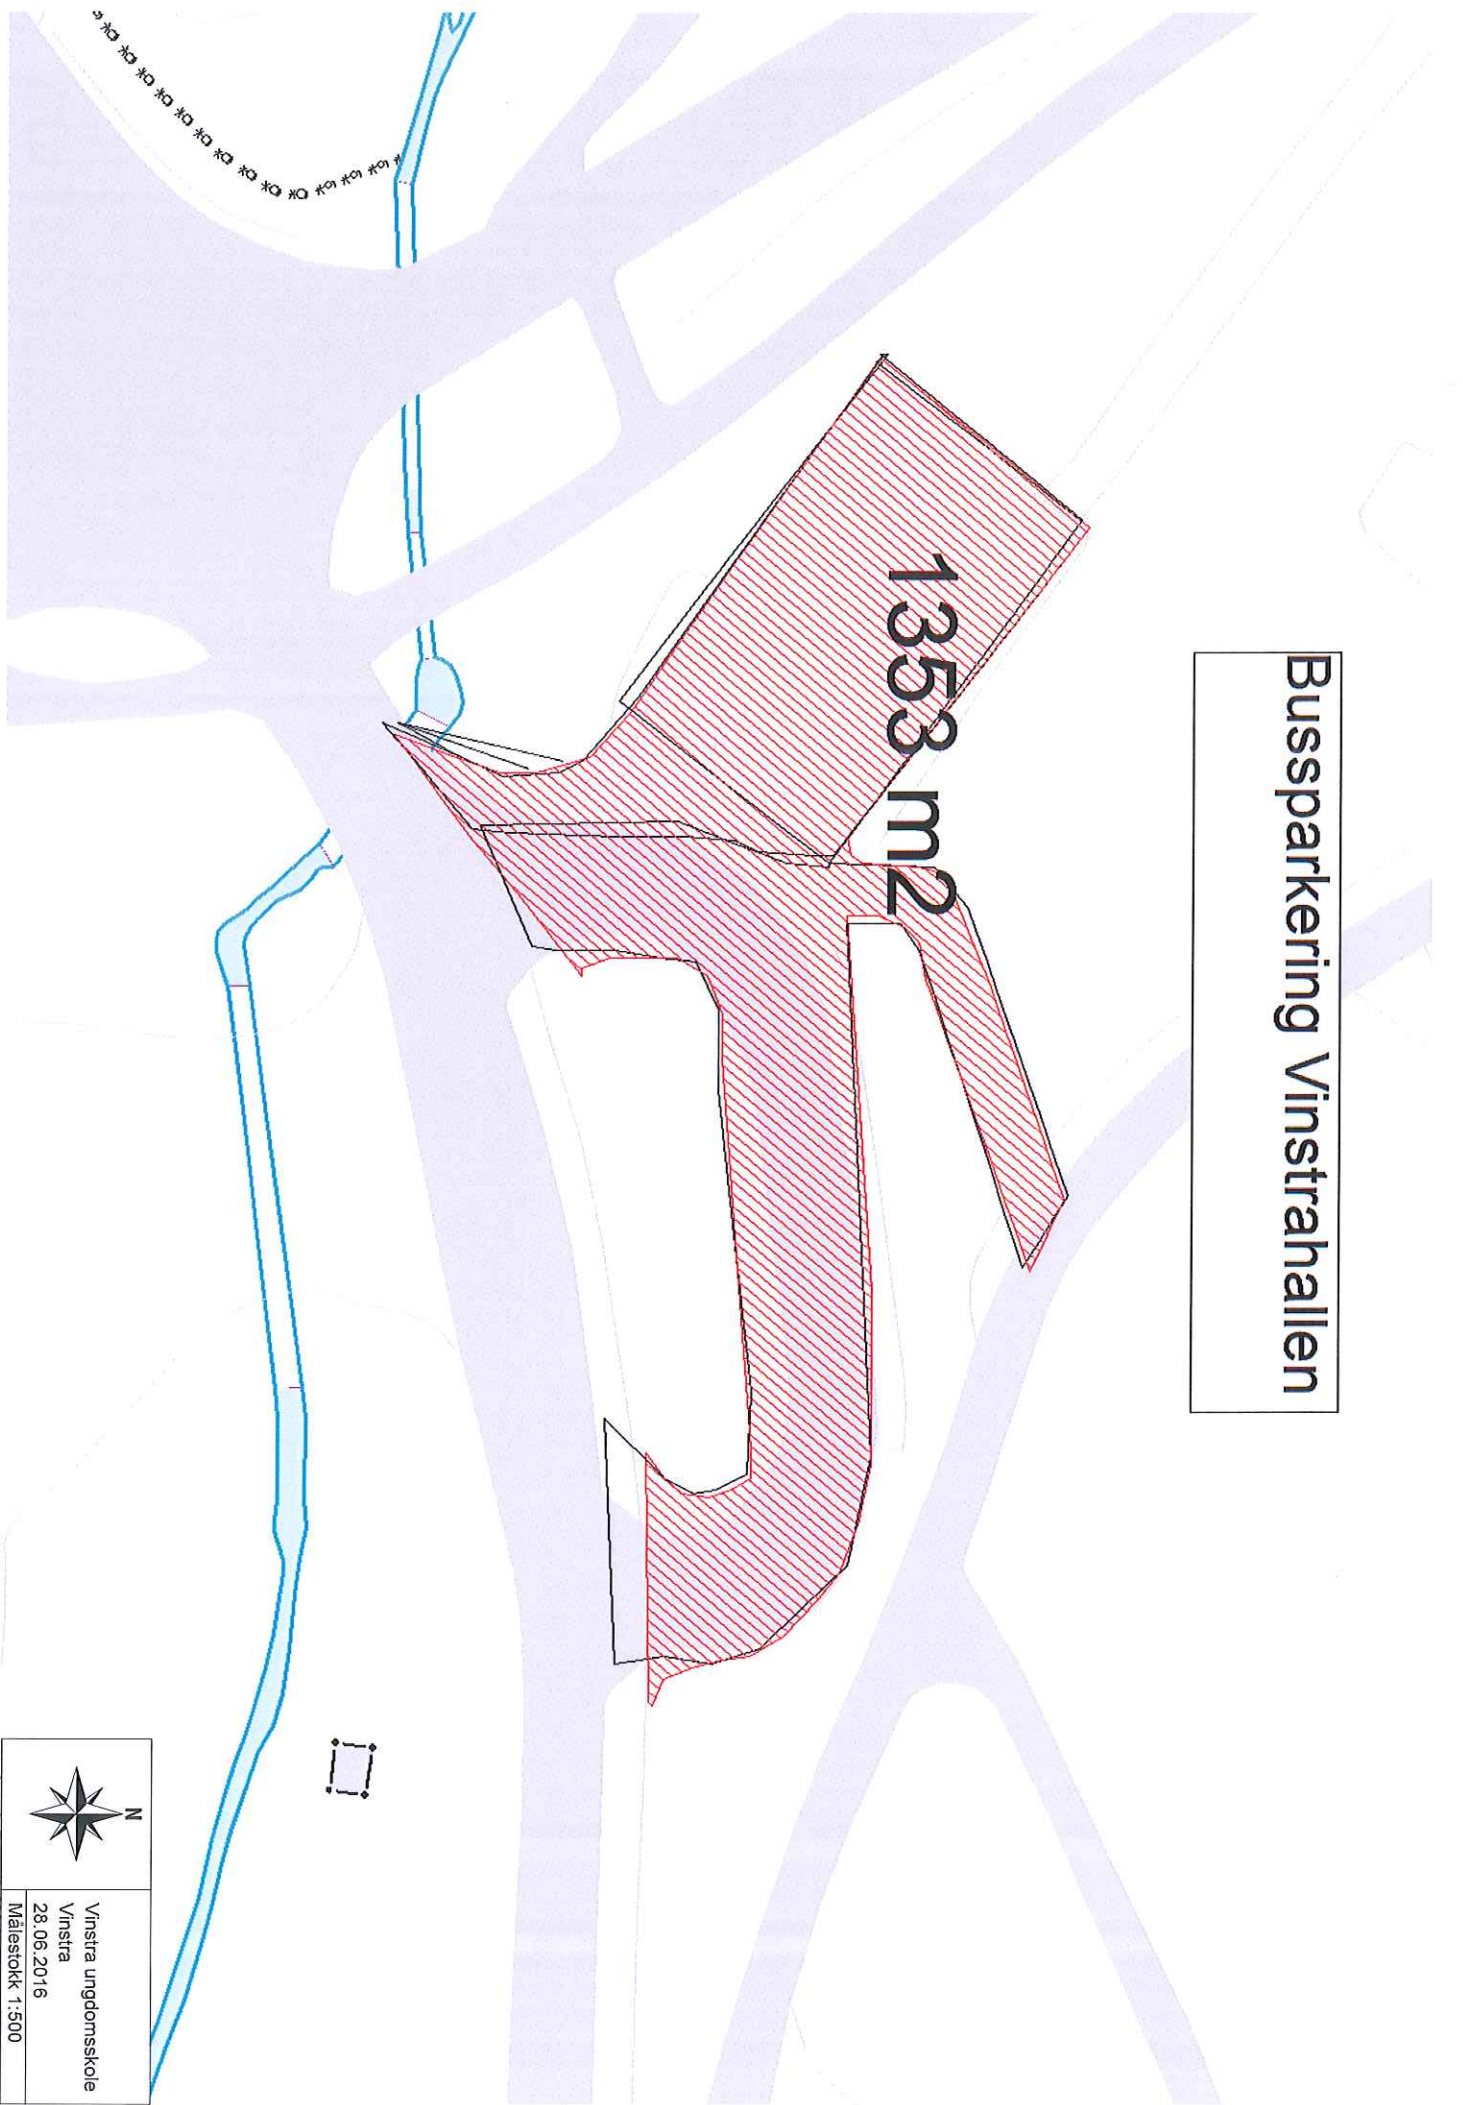 Bussparkering Vinstrahallen
1353 m2
N
Vinstra ungdomsskole
Vinstra
28.06.2016
Målestokk 1:500